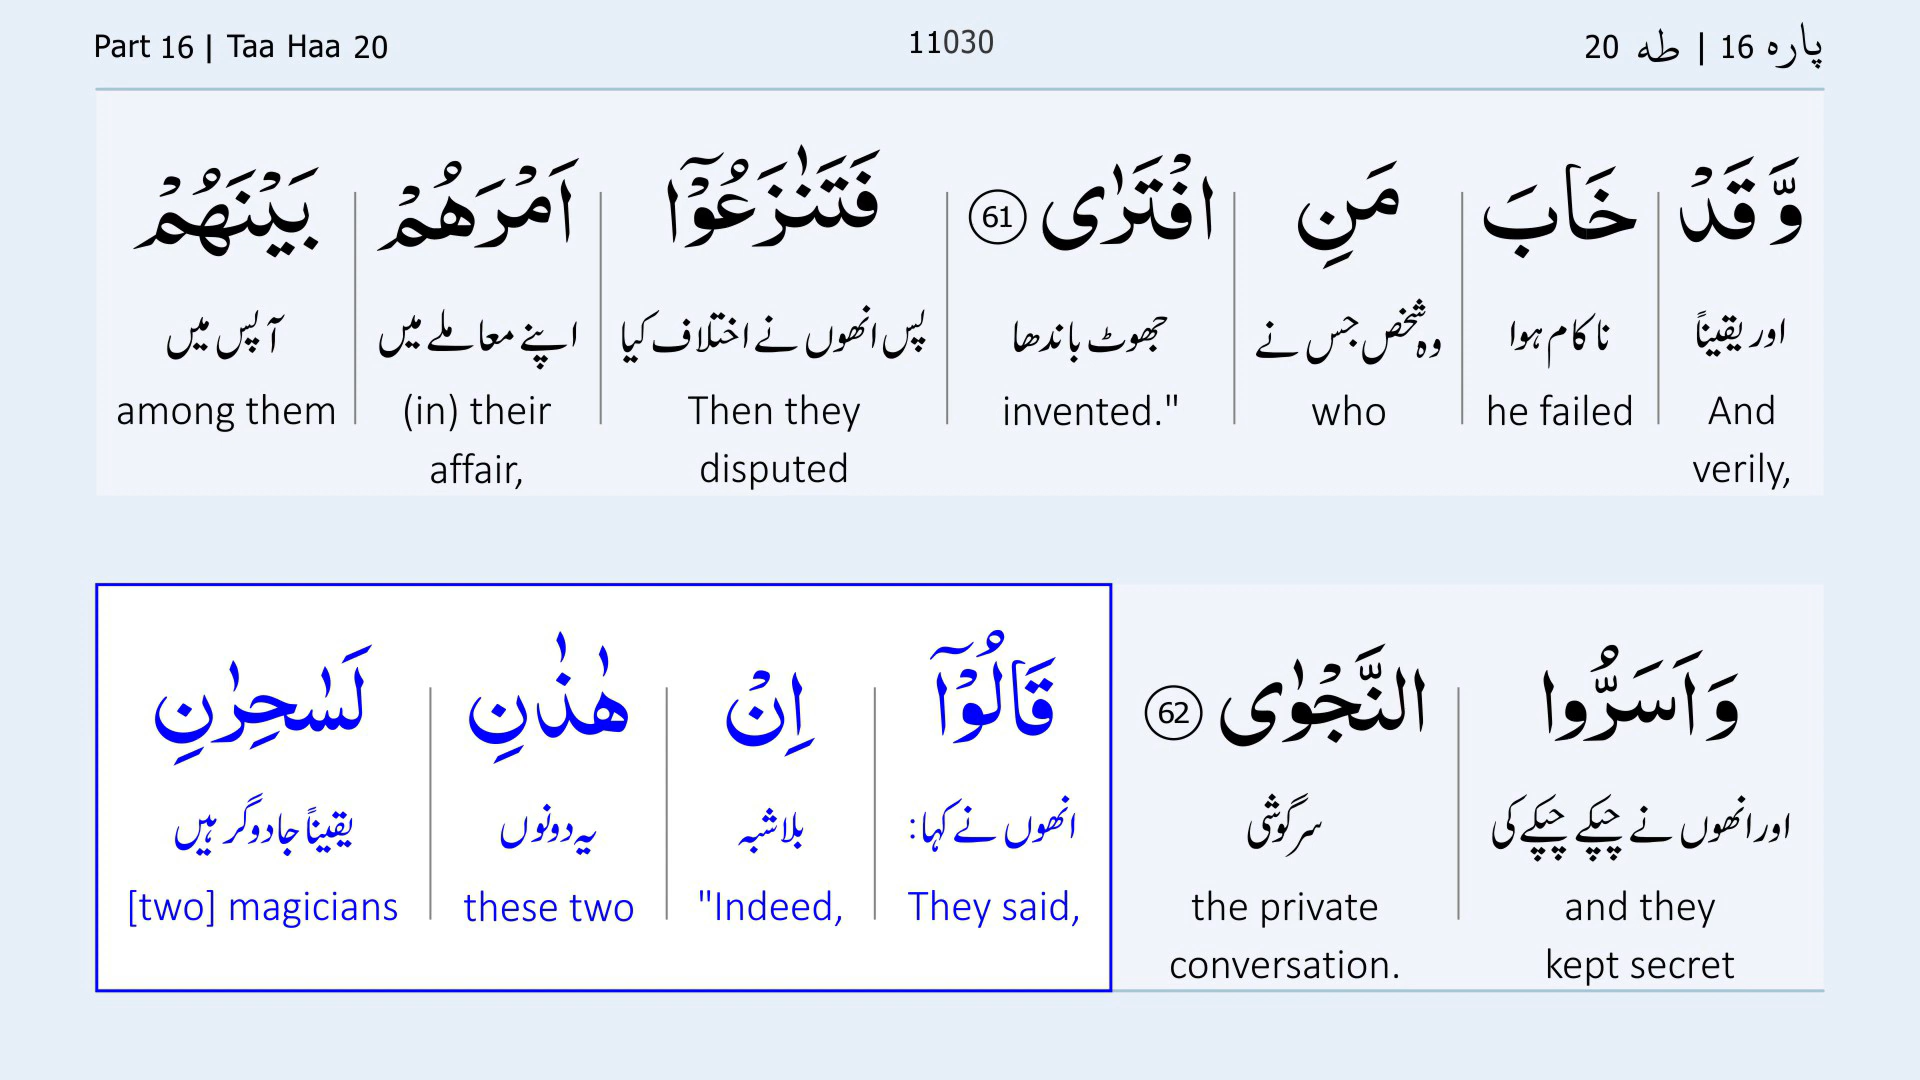 Part 16 | Taa Haa 20
11030
پارہ 16 | طه 20
وَّ قَدْ خَابَ مَنِ افْتَرٰى 61 فَتَنٰزَعُوْٓا اَمْرَهُمْ بَيْنَهُمْ
اور یقیناً ناکام ہوا وہ شخص جس نے جھوٹ باندھا پس انھوں نے اختلاف کیا اپنے معاملے میں آپس میں
And verily, he failed who invented." Then they disputed (in) their affair, among them
وَ اَسَرُّوا النَّجْوٰى 62 قَالُوْٓا اِنْ هٰذٰنِ لَسٰحِرٰنِ
اور انھوں نے چپکے چپکے کی سرگوشی انھوں نے کہا: بلاشبہ یہ دونوں یقیناً جادوگر ہیں
and they kept secret the private conversation. They said, "Indeed, these two [two] magicians